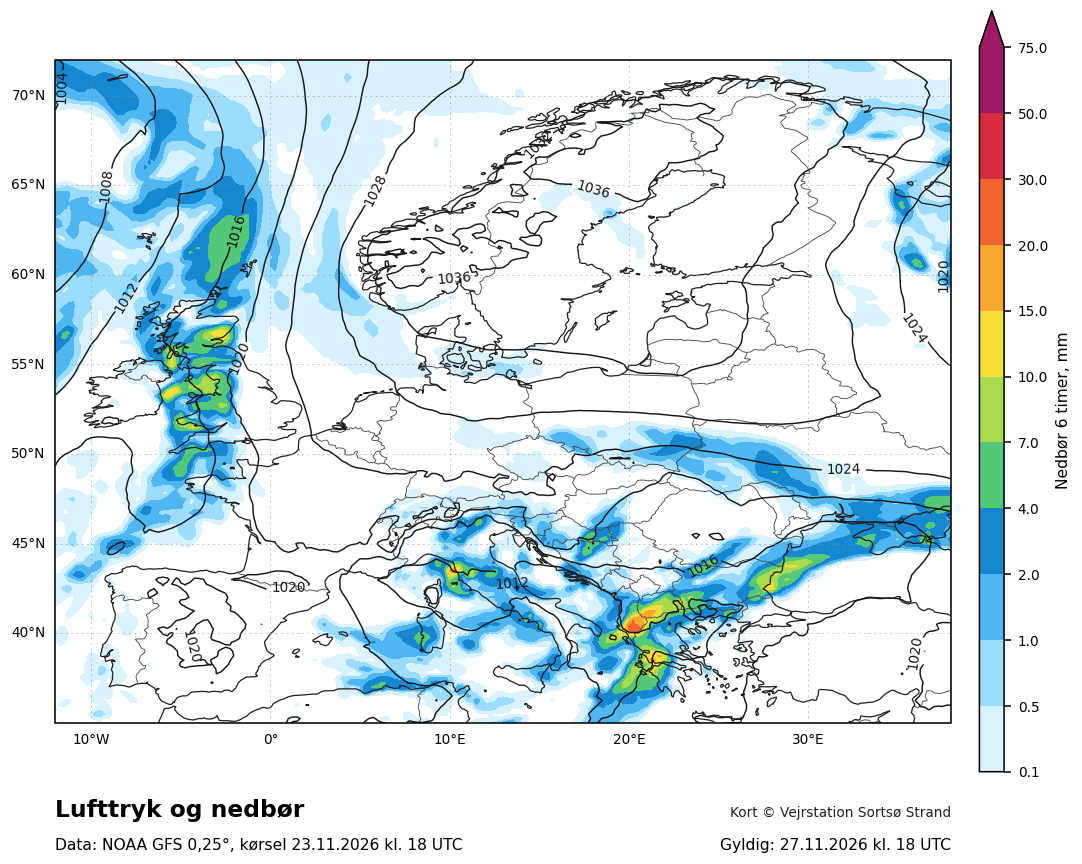 75.0
50.0
30.0
20.0
15.0
10.0
7.0
4.0
2.0
1.0
0.5
0.1
Nedbør 6 timer, mm
70°N
65°N
60°N
55°N
50°N
45°N
40°N
10°W
0°
10°E
20°E
30°E
1004
1008
1012
1016
1028
1036
1036
1020
1024
1024
1016
1012
1020
1020
1020
Lufttryk og nedbør
Kort © Vejrstation Sortsø Strand
Data: NOAA GFS 0,25°, kørsel 23.11.2026 kl. 18 UTC
Gyldig: 27.11.2026 kl. 18 UTC